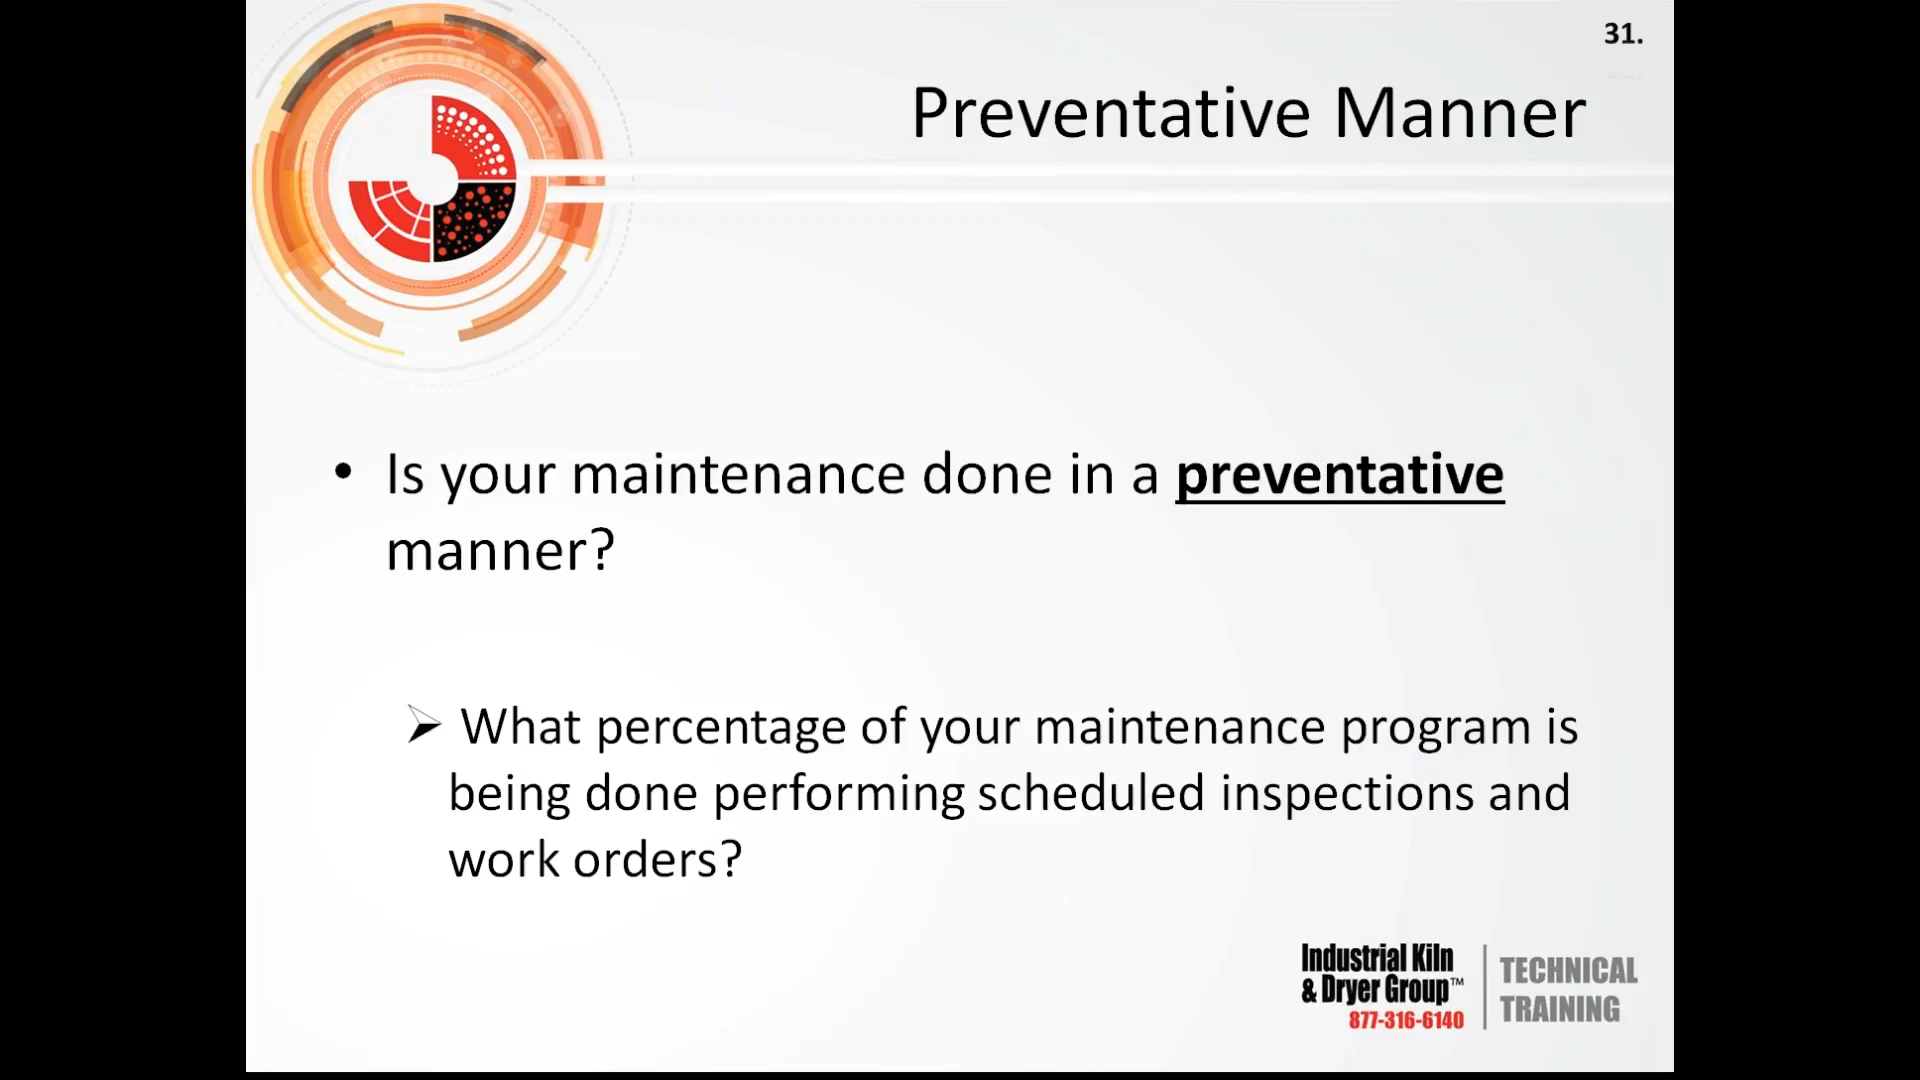 31.
Preventative Manner
• Is your maintenance done in a preventative
manner?
➢ What percentage of your maintenance program is
being done performing scheduled inspections and
work orders?
Industrial Kiln
& Dryer Group™
877-316-6140
TECHNICAL
TRAINING